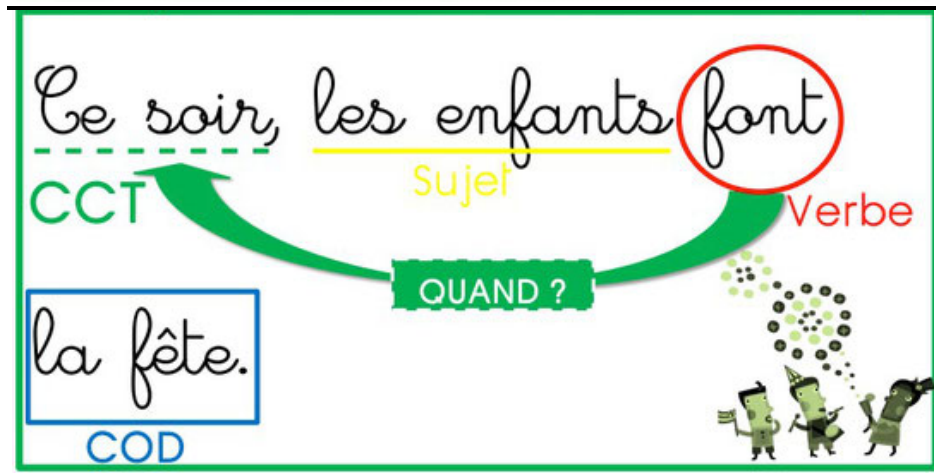 Ce soir, les enfants font
CCT
Sujet
Verbe
QUAND ?
la fête.
COD